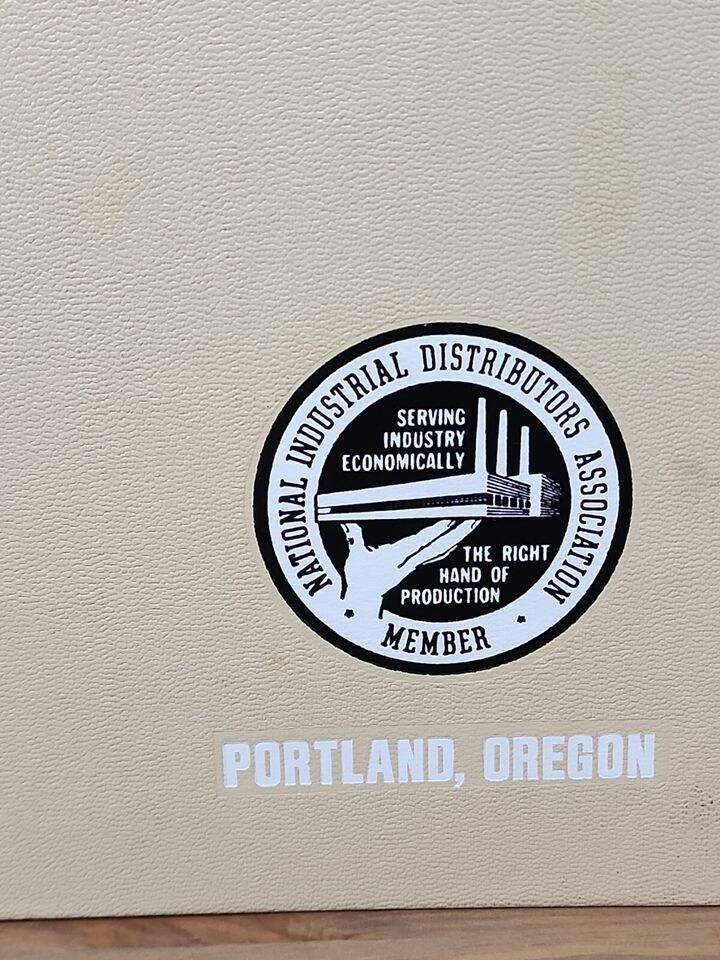 NATIONAL INDUSTRIAL DISTRIBUTORS ASSOCIATION
SERVING
INDUSTRY
ECONOMICALLY
THE RIGHT
HAND OF
PRODUCTION
MEMBER
PORTLAND, OREGON